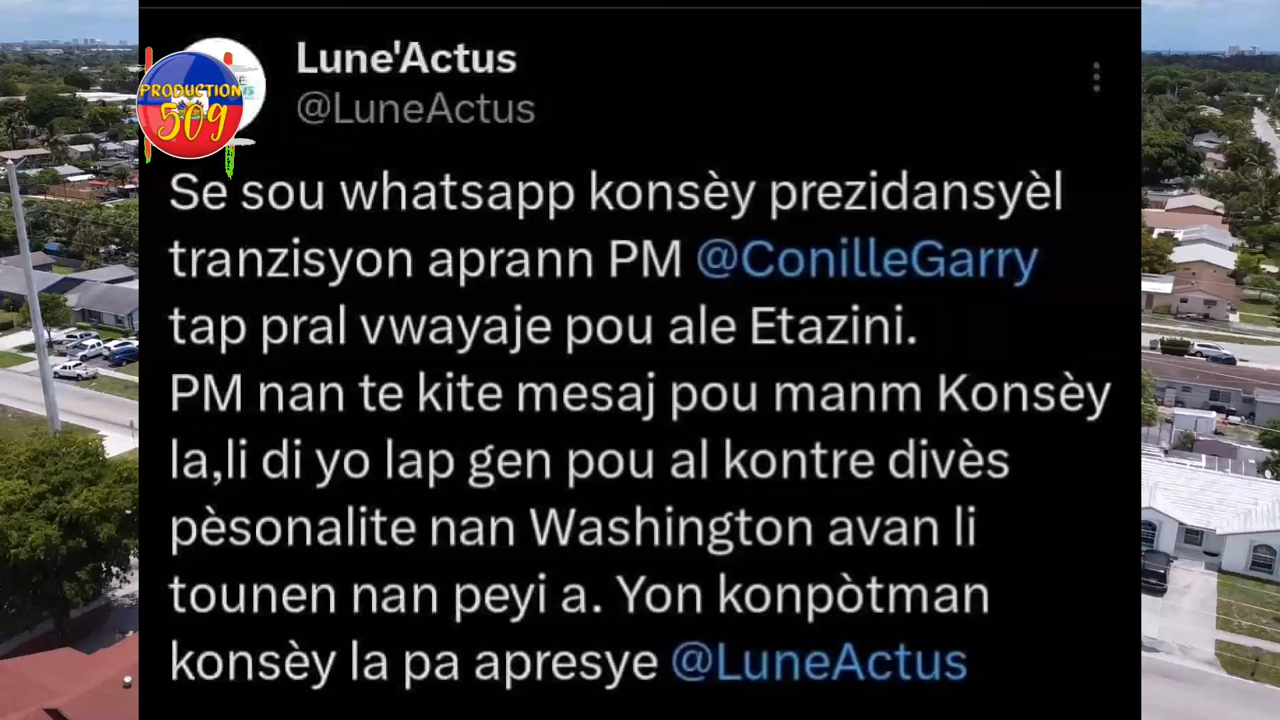 Lune'Actus
@LuneActus
PRODUCTION
509
Se sou whatsapp konsèy prezidansyèl
tranzisyon aprann PM @ConilleGarry
tap pral vwayaje pou ale Etazini.
PM nan te kite mesaj pou manm Konsèy
la,li di yo lap gen pou al kontre divès
pèsonalite nan Washington avan li
tounen nan peyi a. Yon konpòtman
konsèy la pa apresye @LuneActus